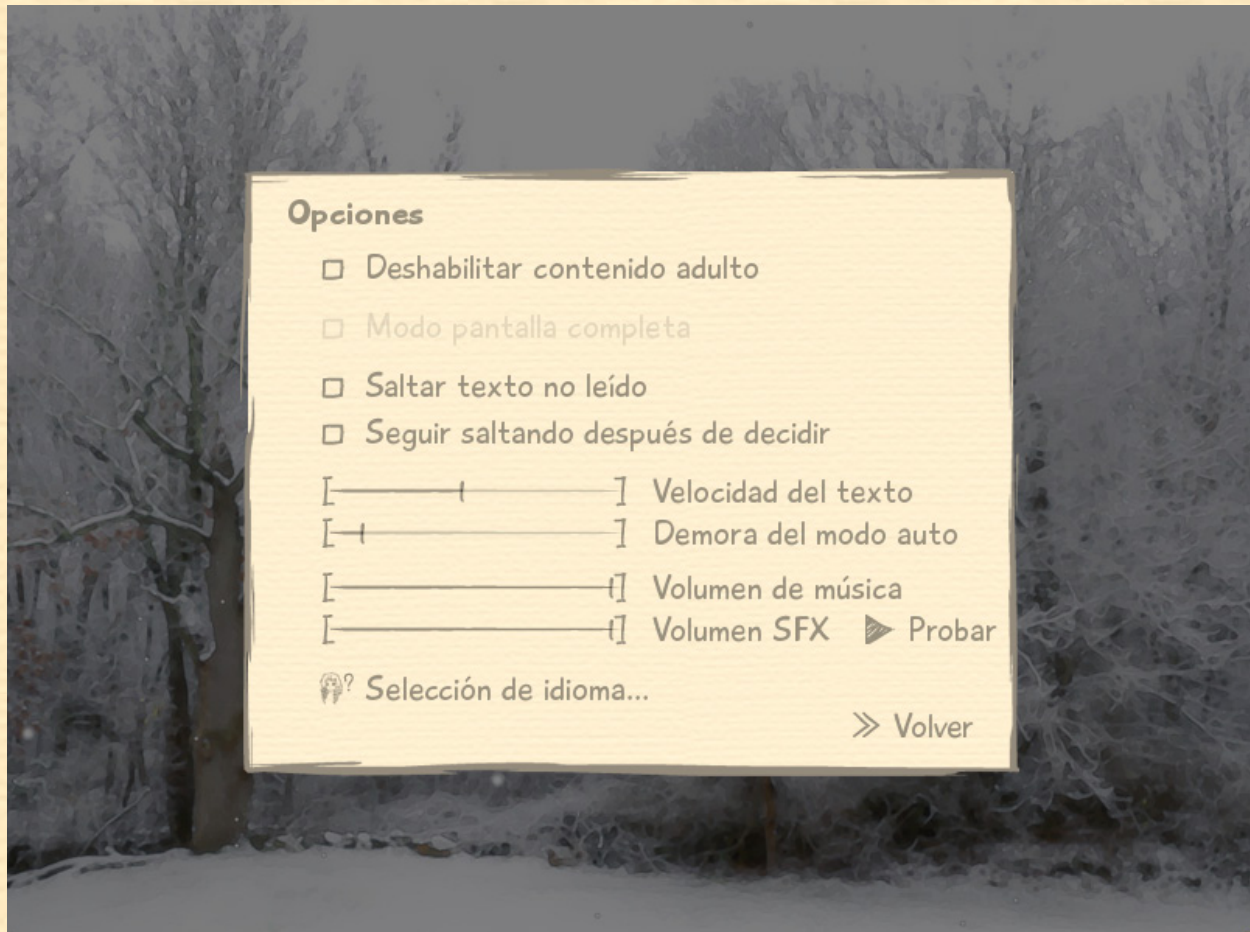 Opciones
Deshabilitar contenido adulto
Modo pantalla completa
Saltar texto no leído
Seguir saltando después de decidir
Velocidad del texto
Demora del modo auto
Volumen de música
Volumen SFX Probar
? Selección de idioma...
Volver